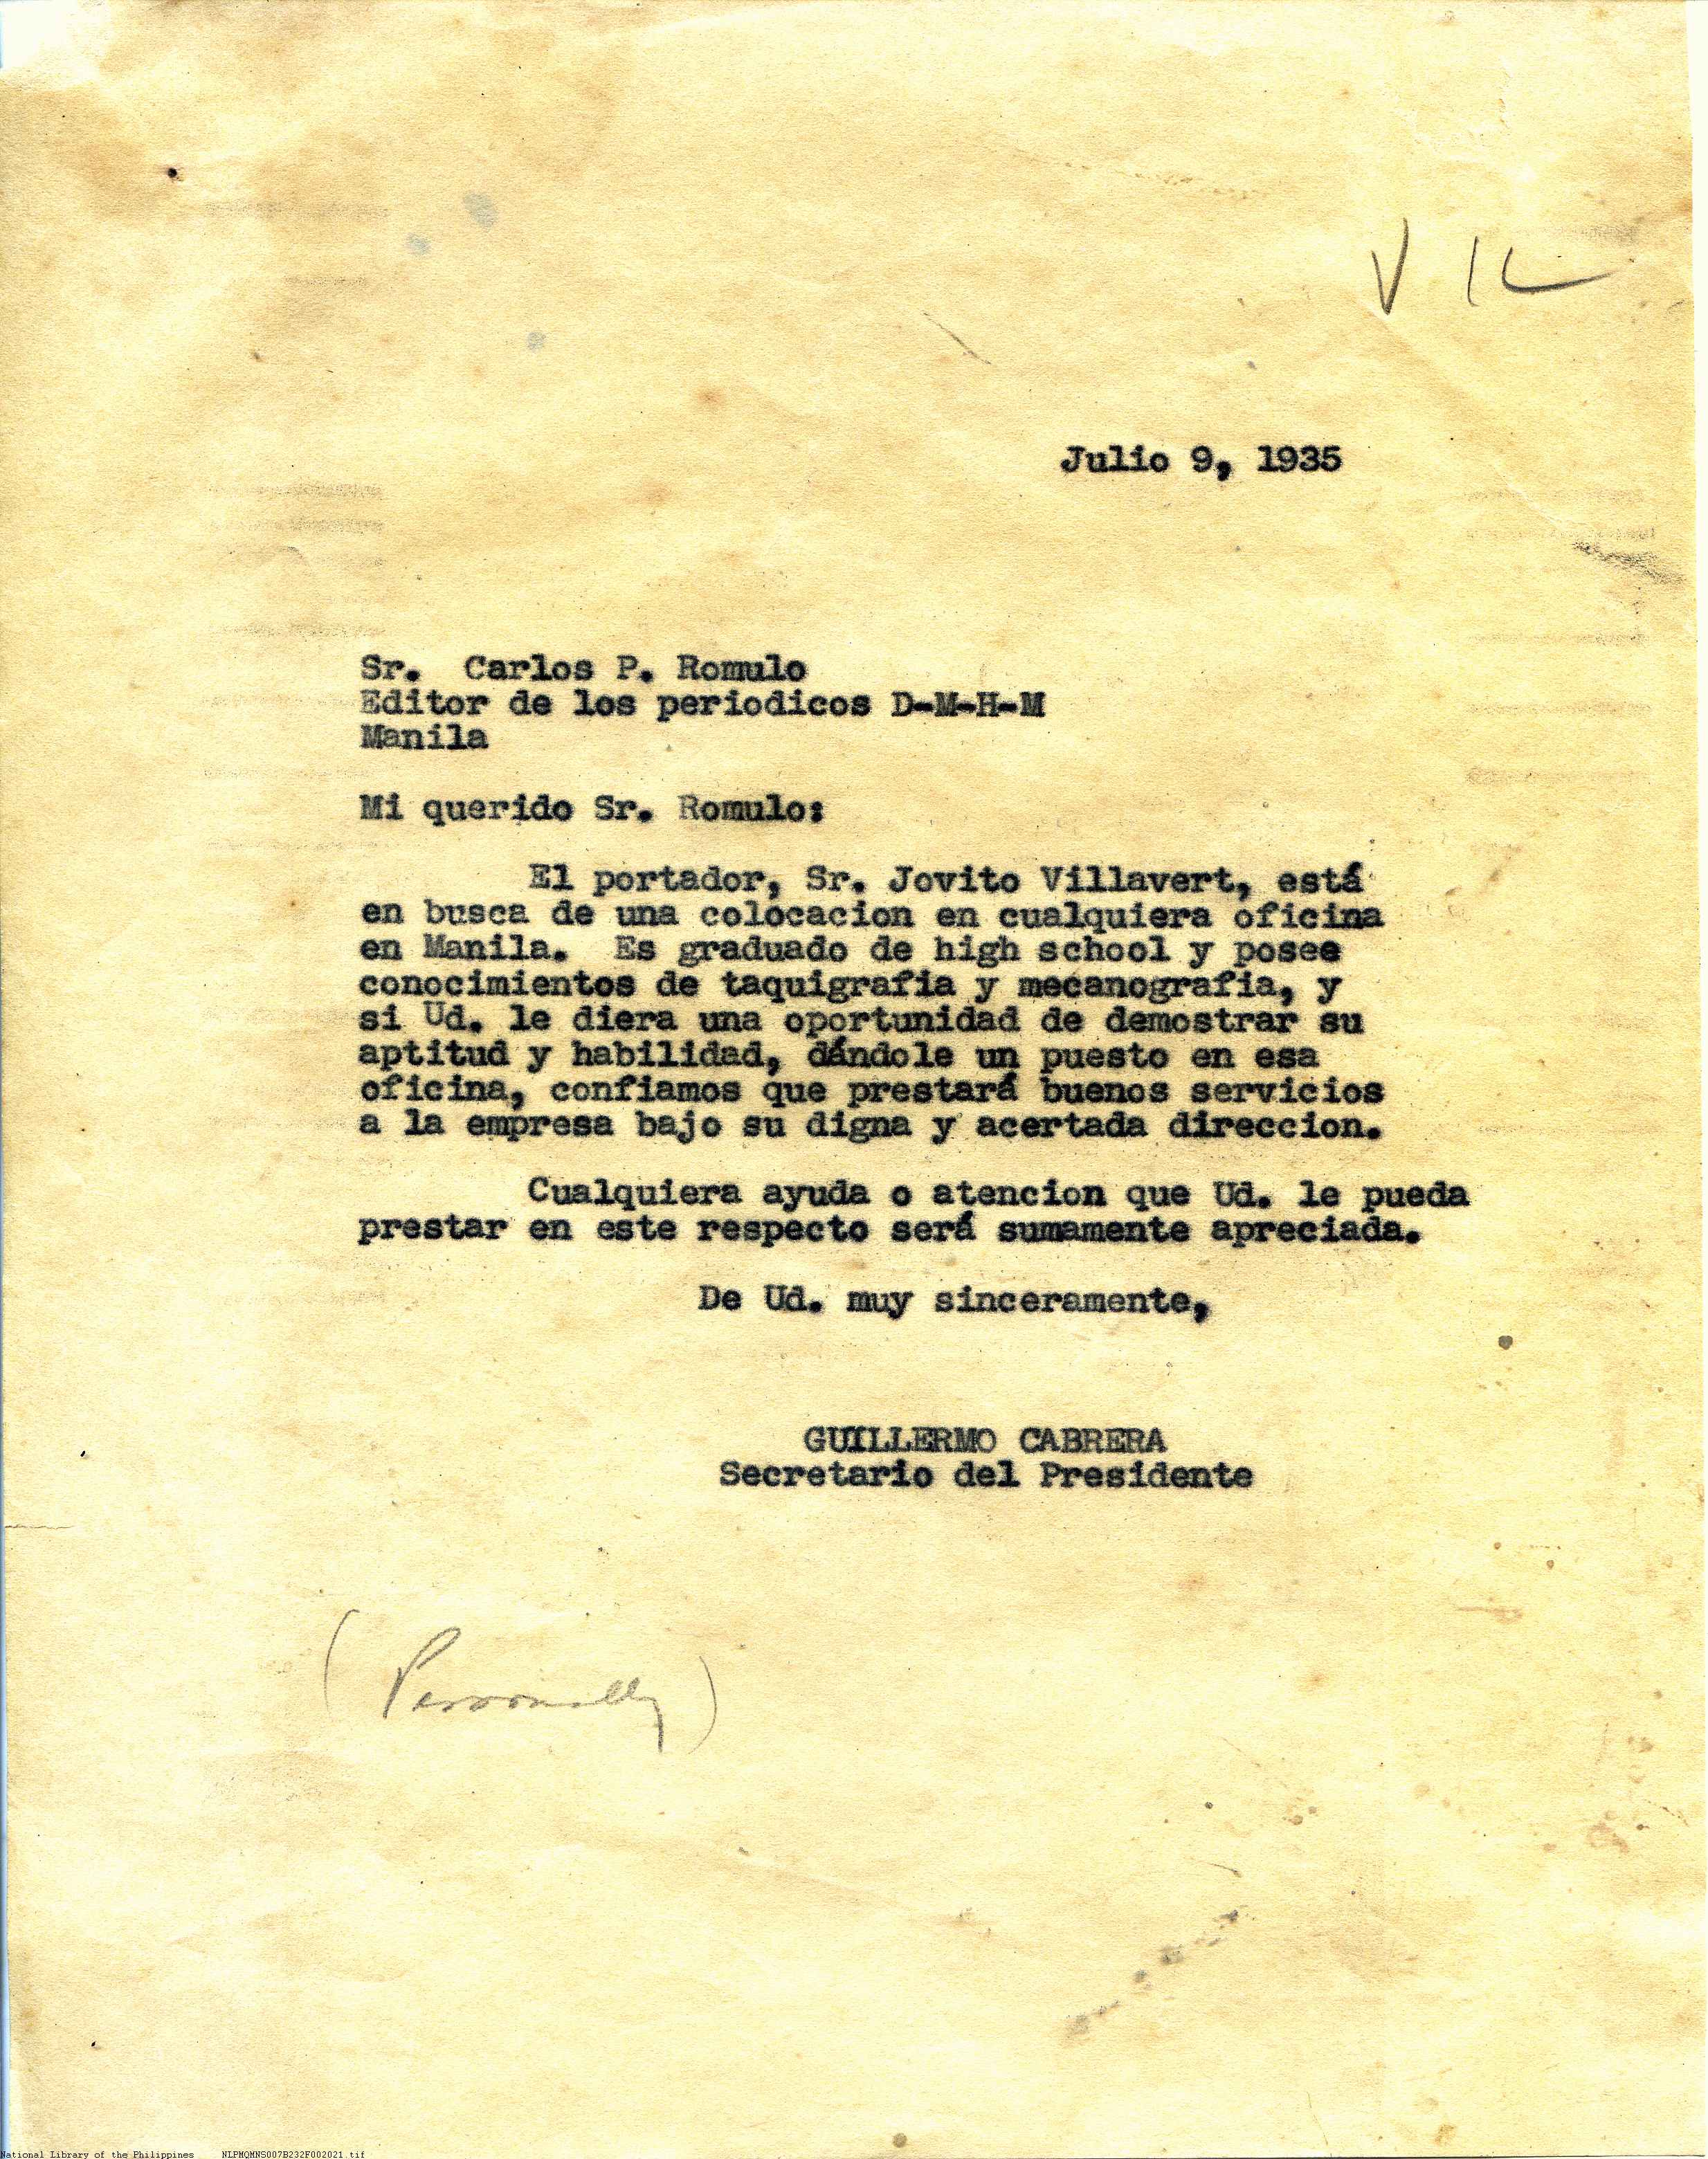 VIL
Julio 9, 1935
Sr. Carlos P. Romulo
Editor de los periodicos D-M-H-M
Manila
Mi querido Sr. Romulo:
El portador, Sr. Jovito Villavert, está
en busca de una colocacion en cualquiera oficina
en Manila. Es graduado de high school y posee
conocimientos de taquigrafia y mecanografia, y
si Ud. le diera una oportunidad de demostrar su
aptitud y habilidad, dándole un puesto en esa
oficina, confiamos que prestará buenos servicios
a la empresa bajo su digna y acertada direccion.
Cualquiera ayuda o atencion que Ud. le pueda
prestar en este respecto será sumamente apreciada.
De Ud. muy sinceramente,
GUILLERMO CABRERA
Secretario del Presidente
(Personally)
National Library of the Philippines NLPMQMNS007B232F002021.tif